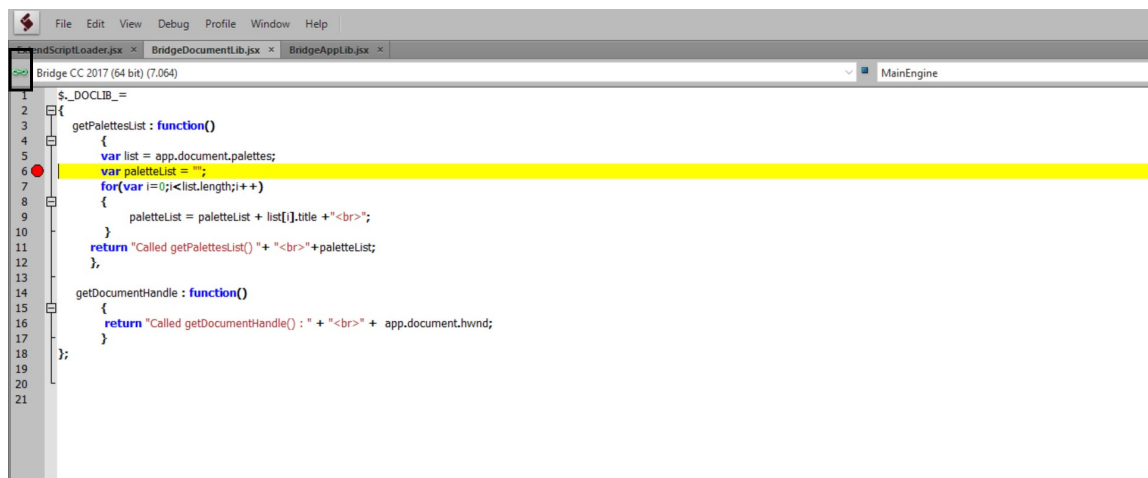 File Edit View Debug Profile Window Help
ExtendScriptLoader.jsx × BridgeDocumentLib.jsx × BridgeAppLib.jsx ×
Bridge CC 2017 (64 bit) (7.064) MainEngine
1 $._DOCLIB_=
2 {
3 getPalettesList : function()
4 {
5 var list = app.document.palettes;
6 var paletteList = "";
7 for(var i=0;i<list.length;i++)
8 {
9 paletteList = paletteList + list[i].title +"<br>";
10 }
11 return "Called getPalettesList() "+ "<br>"+paletteList;
12 },
13
14 getDocumentHandle : function()
15 {
16 return "Called getDocumentHandle() : " + "<br>" + app.document.hwnd;
17 }
18 };
19
20
21